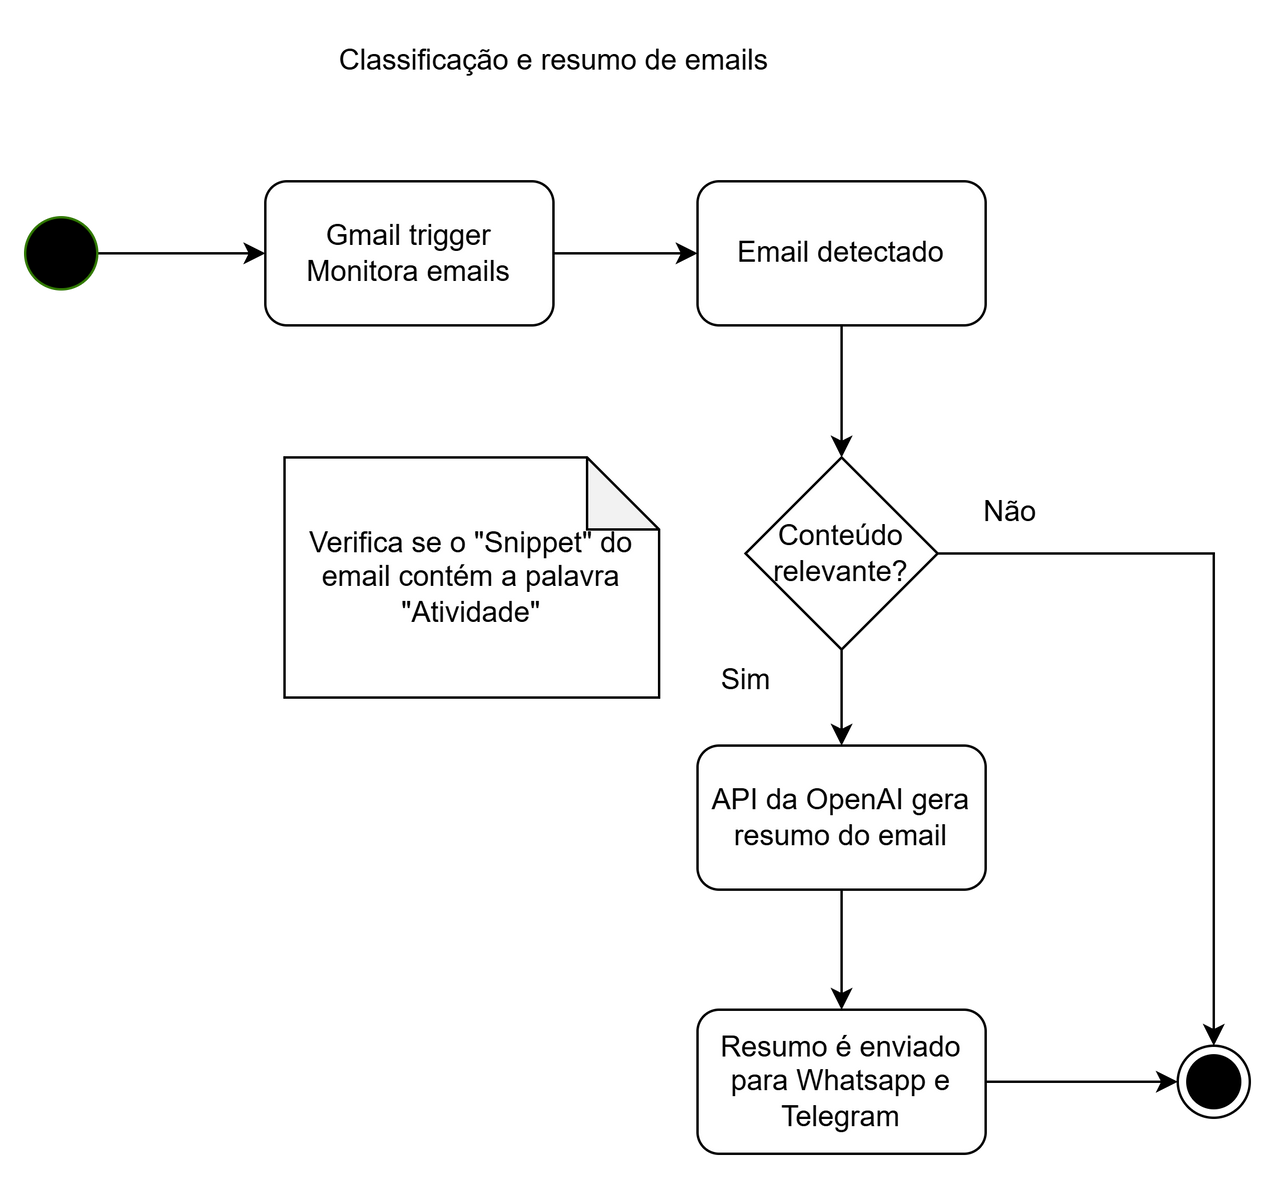 Classificação e resumo de emails
Gmail trigger
Monitora emails
Email detectado
Verifica se o "Snippet" do
email contém a palavra
"Atividade"
Conteúdo
relevante?
Não
Sim
API da OpenAI gera
resumo do email
Resumo é enviado
para Whatsapp e
Telegram